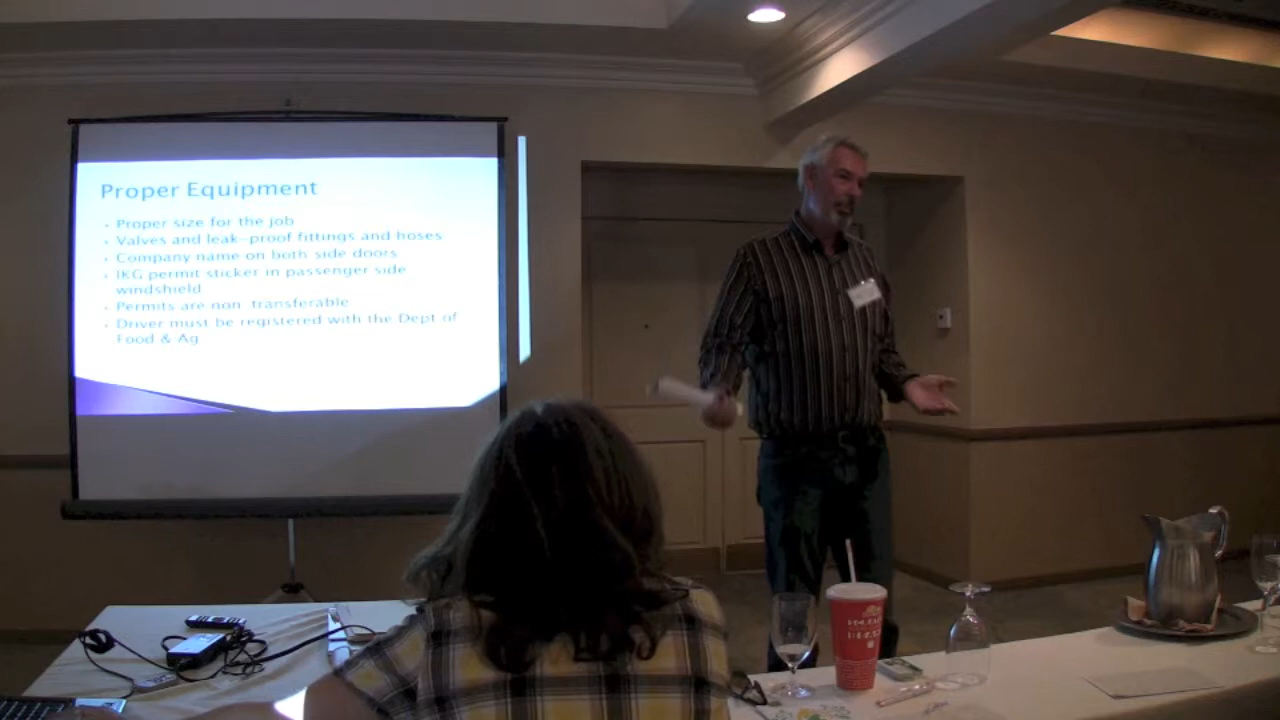 Proper Equipment
Proper size for the job
Valves and leak-proof fittings and hoses
Company name on both side doors
IKG permit sticker in passenger side
windshield
Permits are non transferable
Driver must be registered with the Dept of
Food & Ag